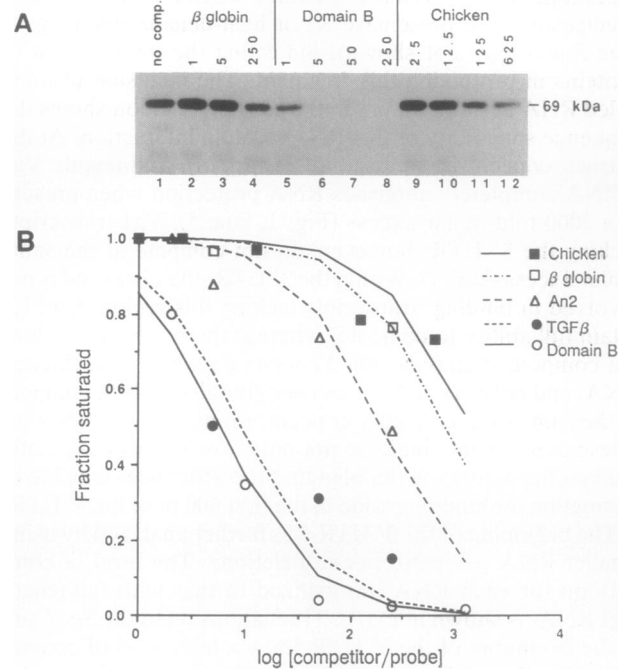 A
β globin Domain B Chicken
no comp. 1 5 250 1 5 50 250 2.5 12.5 125 625
69 kDa
1 2 3 4 5 6 7 8 9 10 11 12
B
Fraction saturated
1.0
0.8
0.6
0.4
0.2
0.0
0 1 2 3 4
log [competitor/probe]
Chicken
β globin
An2
TGFβ
Domain B